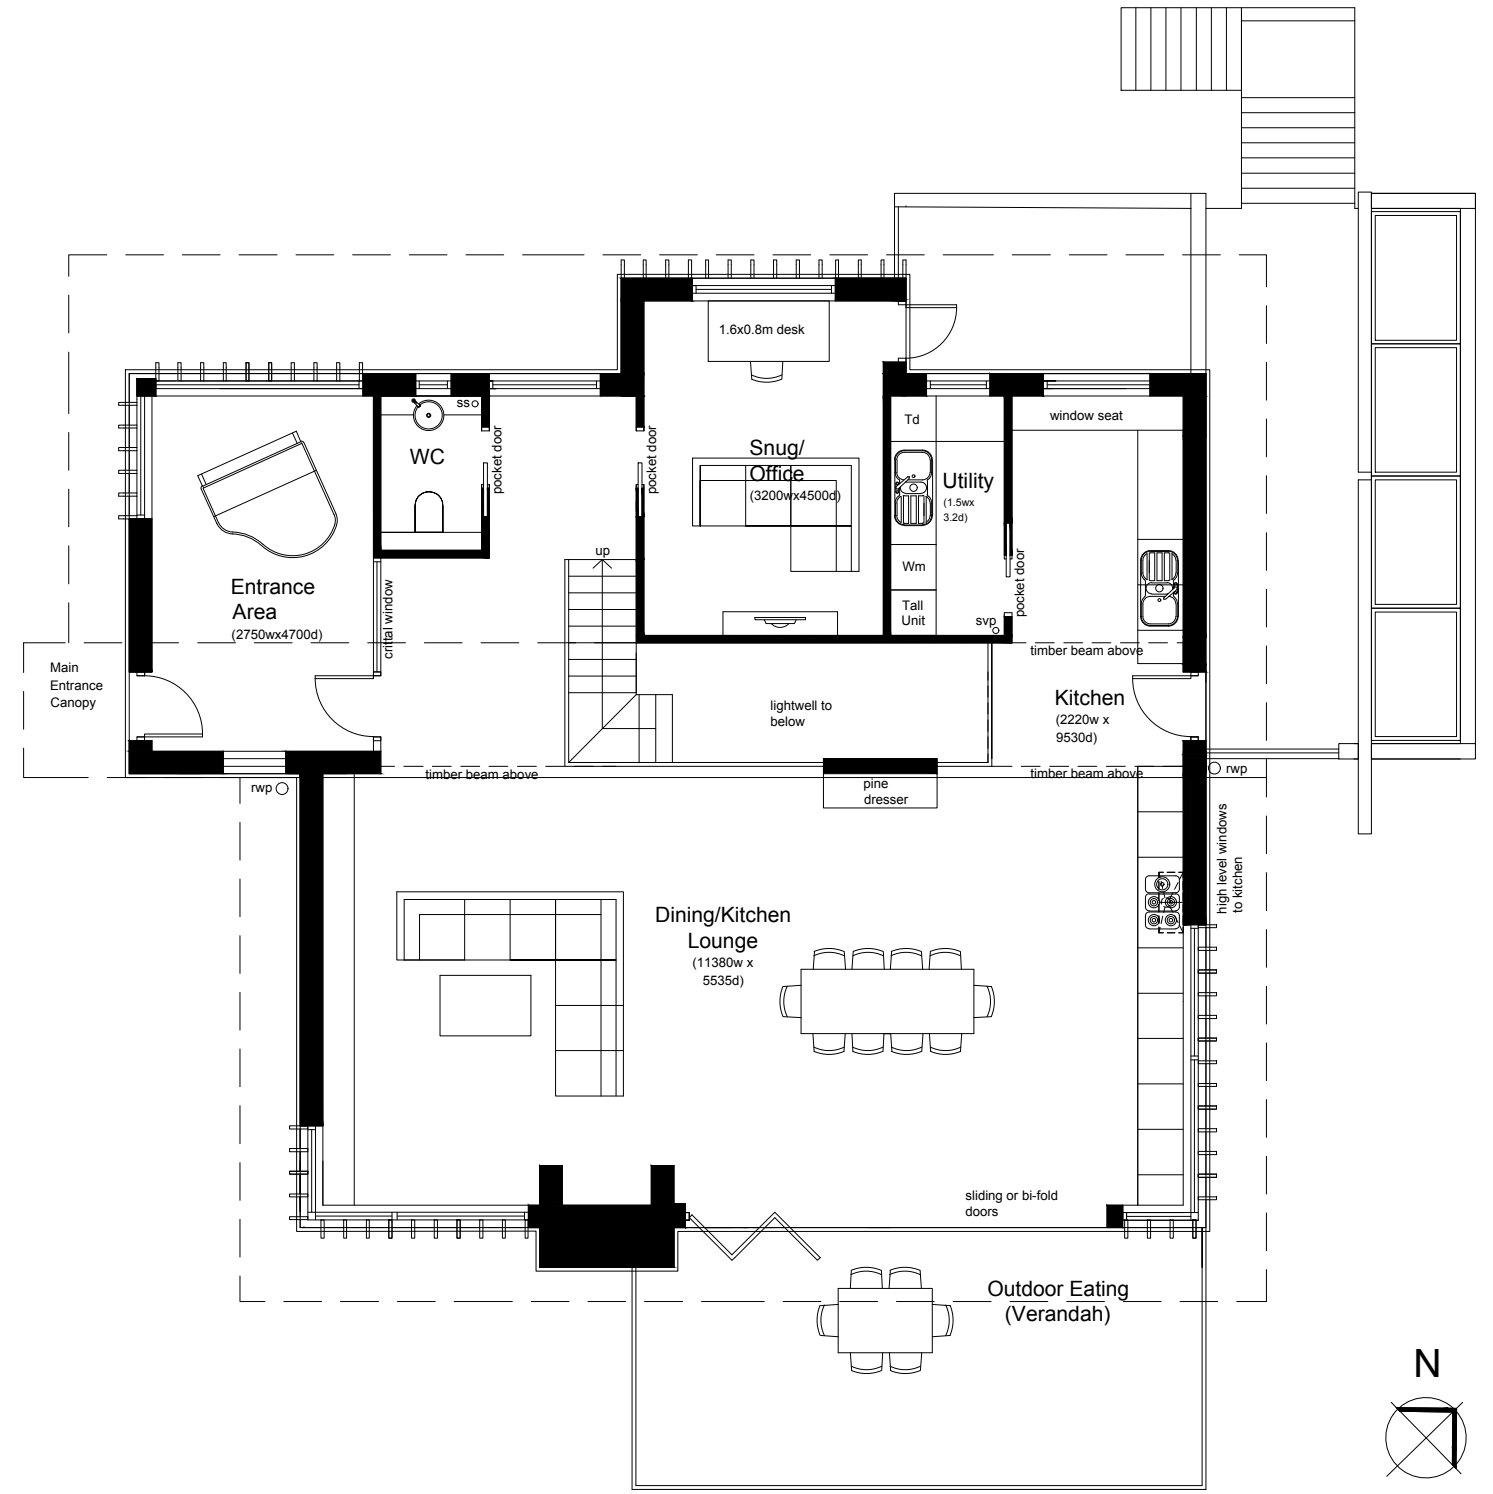 1.6x0.8m desk
ss
WC
pocket door
pocket door
Snug/
Office
(3200wx4500d)
Td
Utility
(1.5wx
3.2d)
Wm
Tall
Unit
svp
pocket door
window seat
up
Entrance
Area
(2750wx4700d)
crittal window
Main
Entrance
Canopy
timber beam above
Kitchen
(2220w x
9530d)
lightwell to
below
timber beam above
timber beam above
pine
dresser
rwp
rwp
high level windows
to kitchen
Dining/Kitchen
Lounge
(11380w x
5535d)
sliding or bi-fold
doors
Outdoor Eating
(Verandah)
N